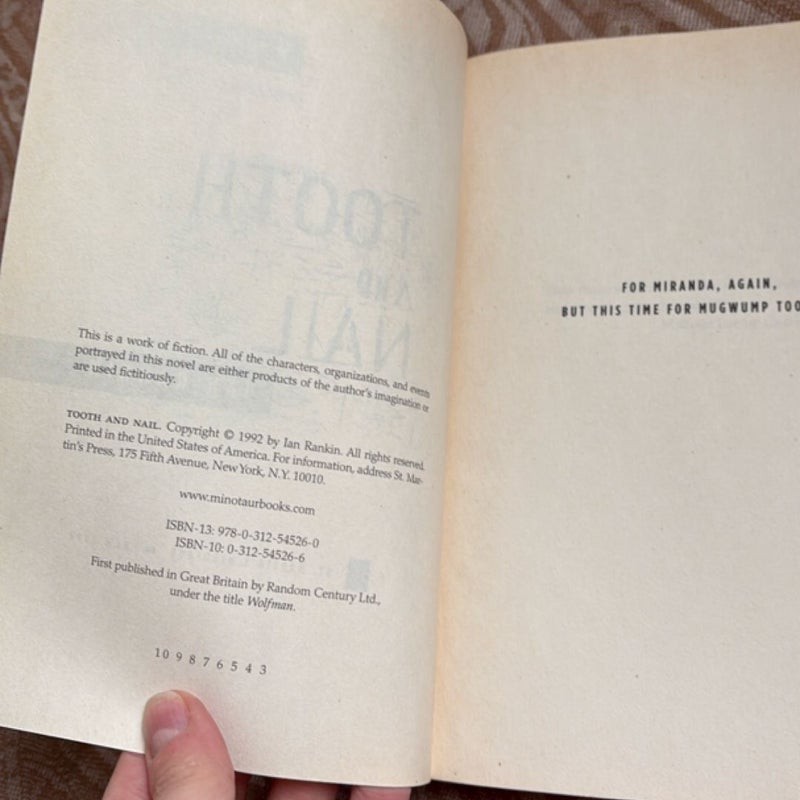 This is a work of fiction. All of the characters, organizations, and events
portrayed in this novel are either products of the author's imagination or
are used fictitiously.
TOOTH AND NAIL. Copyright © 1992 by Ian Rankin. All rights reserved.
Printed in the United States of America. For information, address St. Mar-
tin's Press, 175 Fifth Avenue, New York, N.Y. 10010.
www.minotaurbooks.com
ISBN-13: 978-0-312-54526-0
ISBN-10: 0-312-54526-6
First published in Great Britain by Random Century Ltd.,
under the title Wolfman.
10 9 8 7 6 5 4 3
FOR MIRANDA, AGAIN,
BUT THIS TIME FOR MUGWUMP TOO